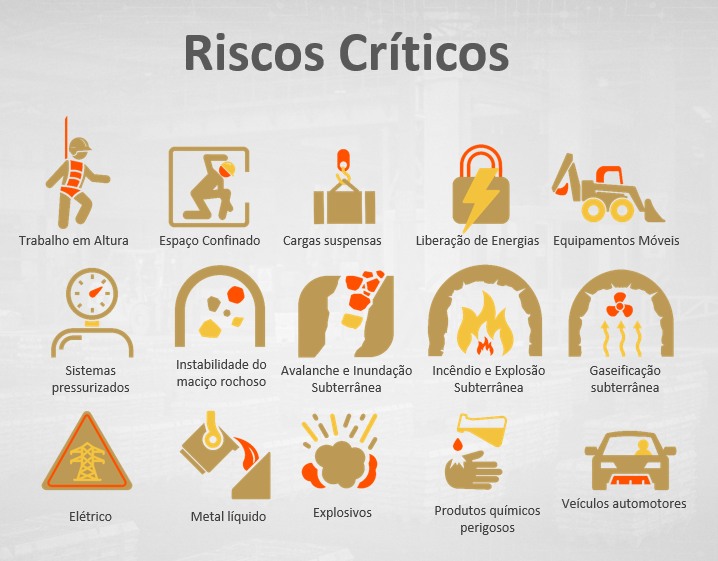 Riscos Críticos
Trabalho em Altura
Espaço Confinado
Cargas suspensas
Liberação de Energias
Equipamentos Móveis
Sistemas
pressurizados
Instabilidade do
maciço rochoso
Avalanche e Inundação
Subterrânea
Incêndio e Explosão
Subterrânea
Gaseificação
subterrânea
Elétrico
Metal líquido
Explosivos
Produtos químicos
perigosos
Veículos automotores